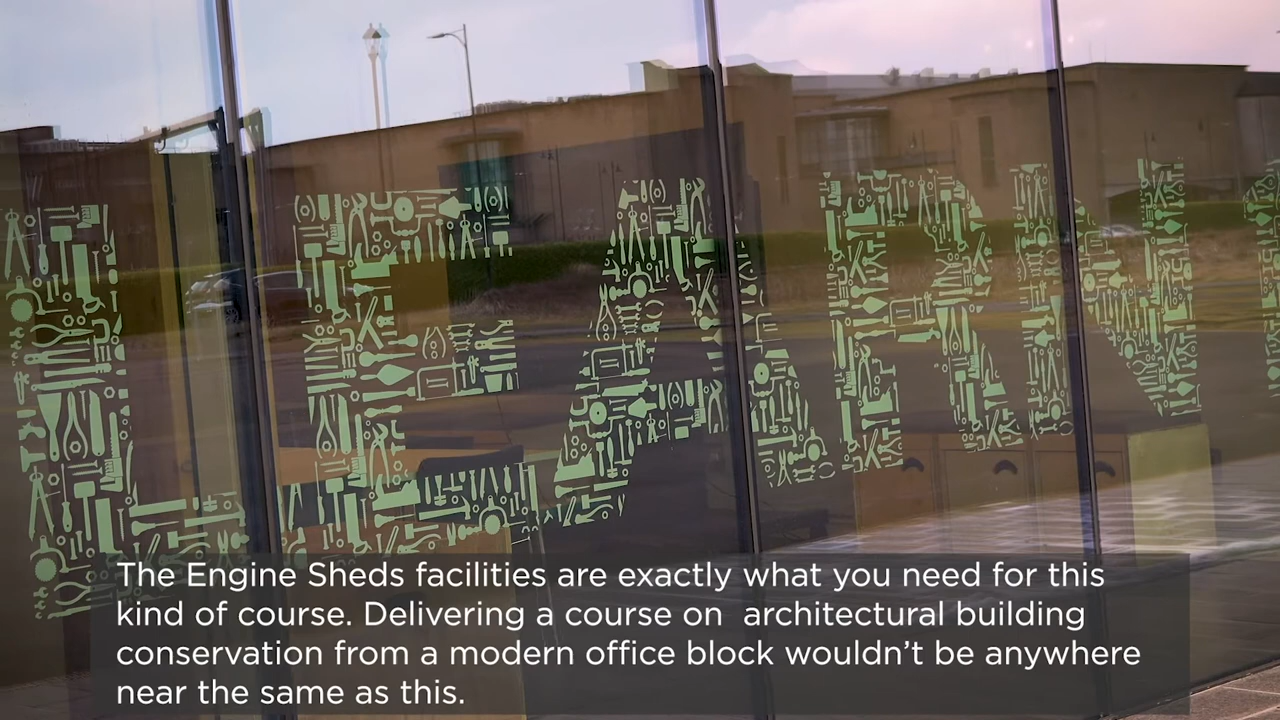 LEARN
The Engine Sheds facilities are exactly what you need for this
kind of course. Delivering a course on  architectural building
conservation from a modern office block wouldn’t be anywhere
near the same as this.